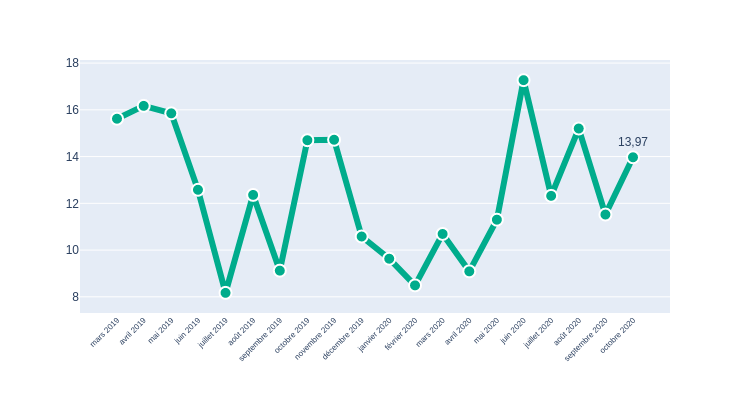 18
16
14
12
10
8
13,97
mars 2019
avril 2019
mai 2019
juin 2019
juillet 2019
août 2019
septembre 2019
octobre 2019
novembre 2019
décembre 2019
janvier 2020
février 2020
mars 2020
avril 2020
mai 2020
juin 2020
juillet 2020
août 2020
septembre 2020
octobre 2020